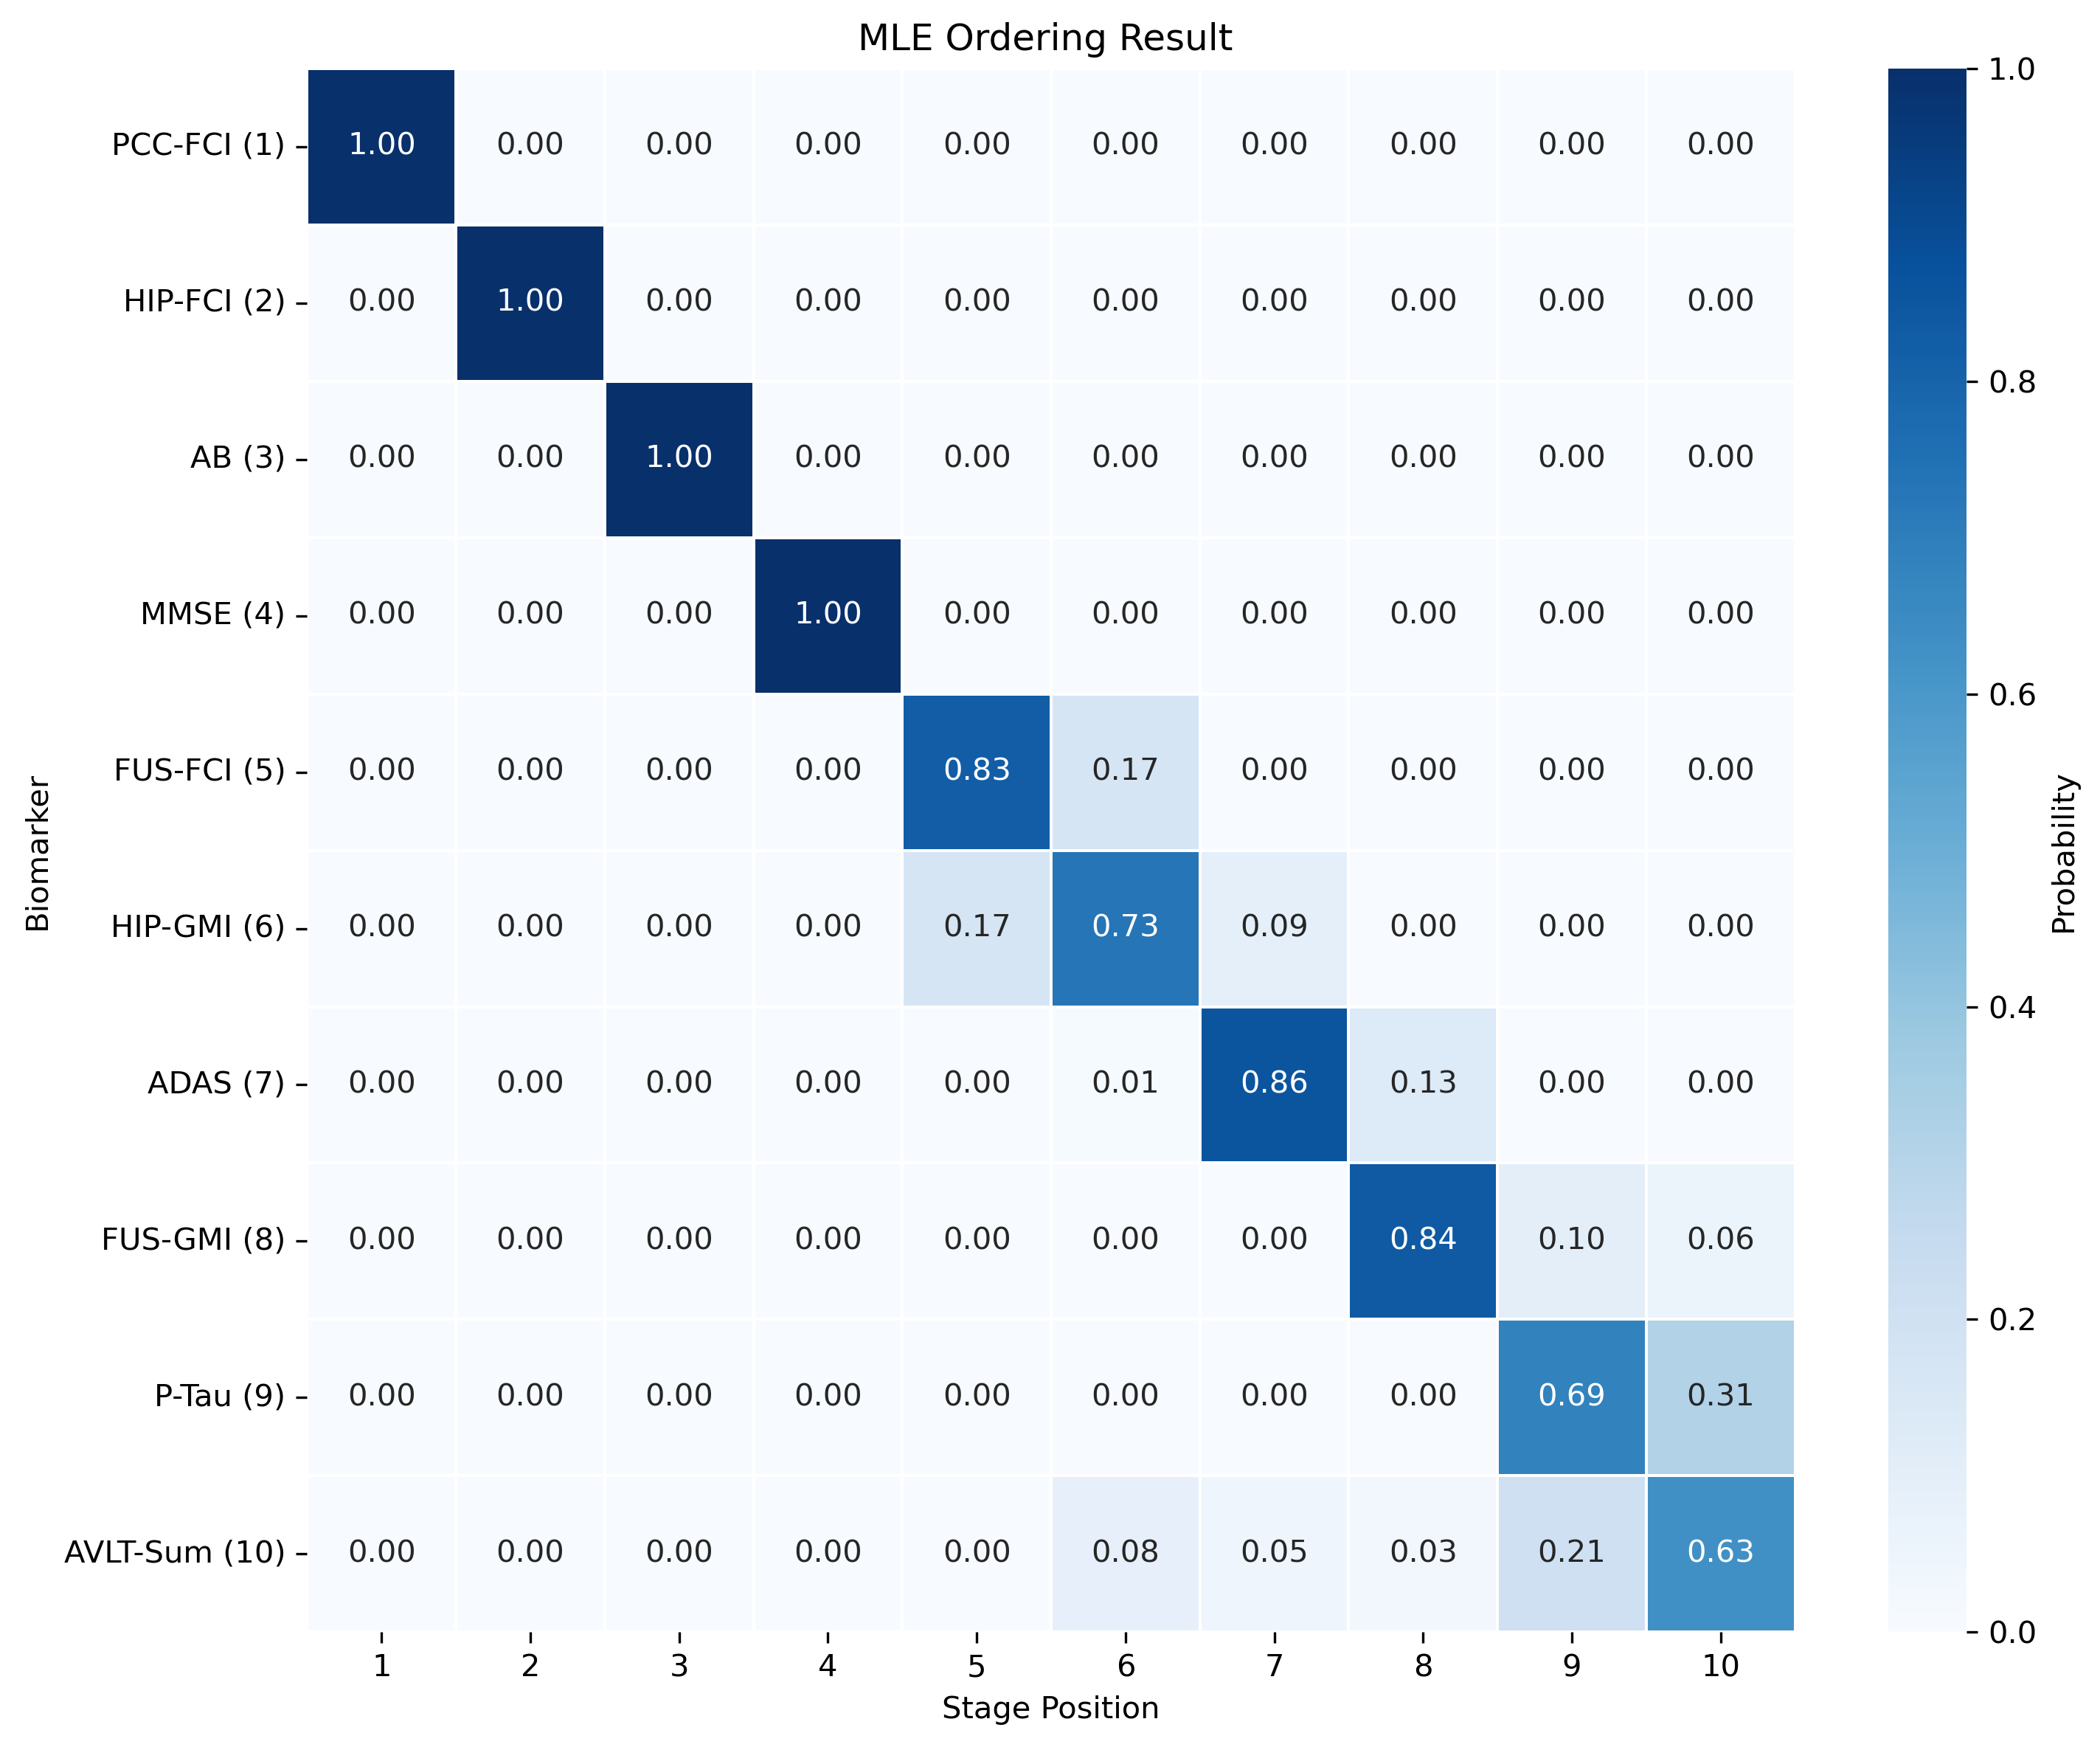 MLE Ordering Result
PCC-FCI (1) 1.00 0.00 0.00 0.00 0.00 0.00 0.00 0.00 0.00 0.00
HIP-FCI (2) 0.00 1.00 0.00 0.00 0.00 0.00 0.00 0.00 0.00 0.00
AB (3) 0.00 0.00 1.00 0.00 0.00 0.00 0.00 0.00 0.00 0.00
MMSE (4) 0.00 0.00 0.00 1.00 0.00 0.00 0.00 0.00 0.00 0.00
FUS-FCI (5) 0.00 0.00 0.00 0.00 0.83 0.17 0.00 0.00 0.00 0.00
HIP-GMI (6) 0.00 0.00 0.00 0.00 0.17 0.73 0.09 0.00 0.00 0.00
ADAS (7) 0.00 0.00 0.00 0.00 0.00 0.01 0.86 0.13 0.00 0.00
FUS-GMI (8) 0.00 0.00 0.00 0.00 0.00 0.00 0.00 0.84 0.10 0.06
P-Tau (9) 0.00 0.00 0.00 0.00 0.00 0.00 0.00 0.00 0.69 0.31
AVLT-Sum (10) 0.00 0.00 0.00 0.00 0.00 0.08 0.05 0.03 0.21 0.63
1 2 3 4 5 6 7 8 9 10
Stage Position
Biomarker
1.0
0.8
0.6
0.4
0.2
0.0
Probability